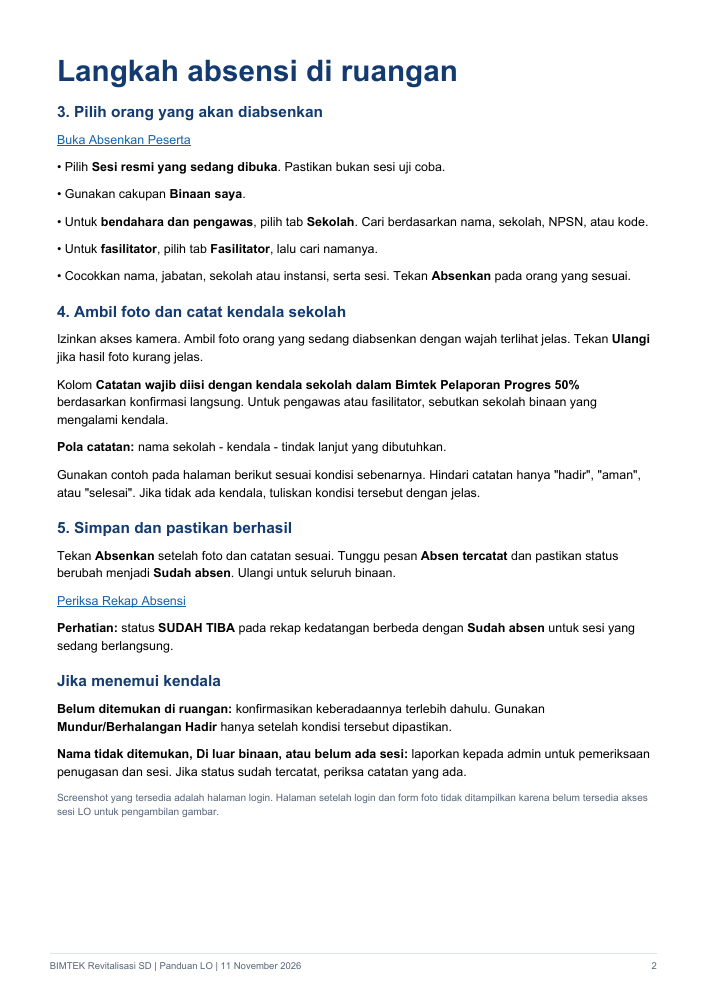 Langkah absensi di ruangan
3. Pilih orang yang akan diabsenkan
Buka Absenkan Peserta
• Pilih Sesi resmi yang sedang dibuka. Pastikan bukan sesi uji coba.
• Gunakan cakupan Binaan saya.
• Untuk bendahara dan pengawas, pilih tab Sekolah. Cari berdasarkan nama, sekolah, NPSN, atau kode.
• Untuk fasilitator, pilih tab Fasilitator, lalu cari namanya.
• Cocokkan nama, jabatan, sekolah atau instansi, serta sesi. Tekan Absenkan pada orang yang sesuai.
4. Ambil foto dan catat kendala sekolah
Izinkan akses kamera. Ambil foto orang yang sedang diabsenkan dengan wajah terlihat jelas. Tekan Ulangi
jika hasil foto kurang jelas.
Kolom Catatan wajib diisi dengan kendala sekolah dalam Bimtek Pelaporan Progres 50%
berdasarkan konfirmasi langsung. Untuk pengawas atau fasilitator, sebutkan sekolah binaan yang
mengalami kendala.
Pola catatan: nama sekolah - kendala - tindak lanjut yang dibutuhkan.
Gunakan contoh pada halaman berikut sesuai kondisi sebenarnya. Hindari catatan hanya "hadir", "aman",
atau "selesai". Jika tidak ada kendala, tuliskan kondisi tersebut dengan jelas.
5. Simpan dan pastikan berhasil
Tekan Absenkan setelah foto dan catatan sesuai. Tunggu pesan Absen tercatat dan pastikan status
berubah menjadi Sudah absen. Ulangi untuk seluruh binaan.
Periksa Rekap Absensi
Perhatian: status SUDAH TIBA pada rekap kedatangan berbeda dengan Sudah absen untuk sesi yang
sedang berlangsung.
Jika menemui kendala
Belum ditemukan di ruangan: konfirmasikan keberadaannya terlebih dahulu. Gunakan
Mundur/Berhalangan Hadir hanya setelah kondisi tersebut dipastikan.
Nama tidak ditemukan, Di luar binaan, atau belum ada sesi: laporkan kepada admin untuk pemeriksaan
penugasan dan sesi. Jika status sudah tercatat, periksa catatan yang ada.
Screenshot yang tersedia adalah halaman login. Halaman setelah login dan form foto tidak ditampilkan karena belum tersedia akses
sesi LO untuk pengambilan gambar.
BIMTEK Revitalisasi SD | Panduan LO | 11 November 2026
2